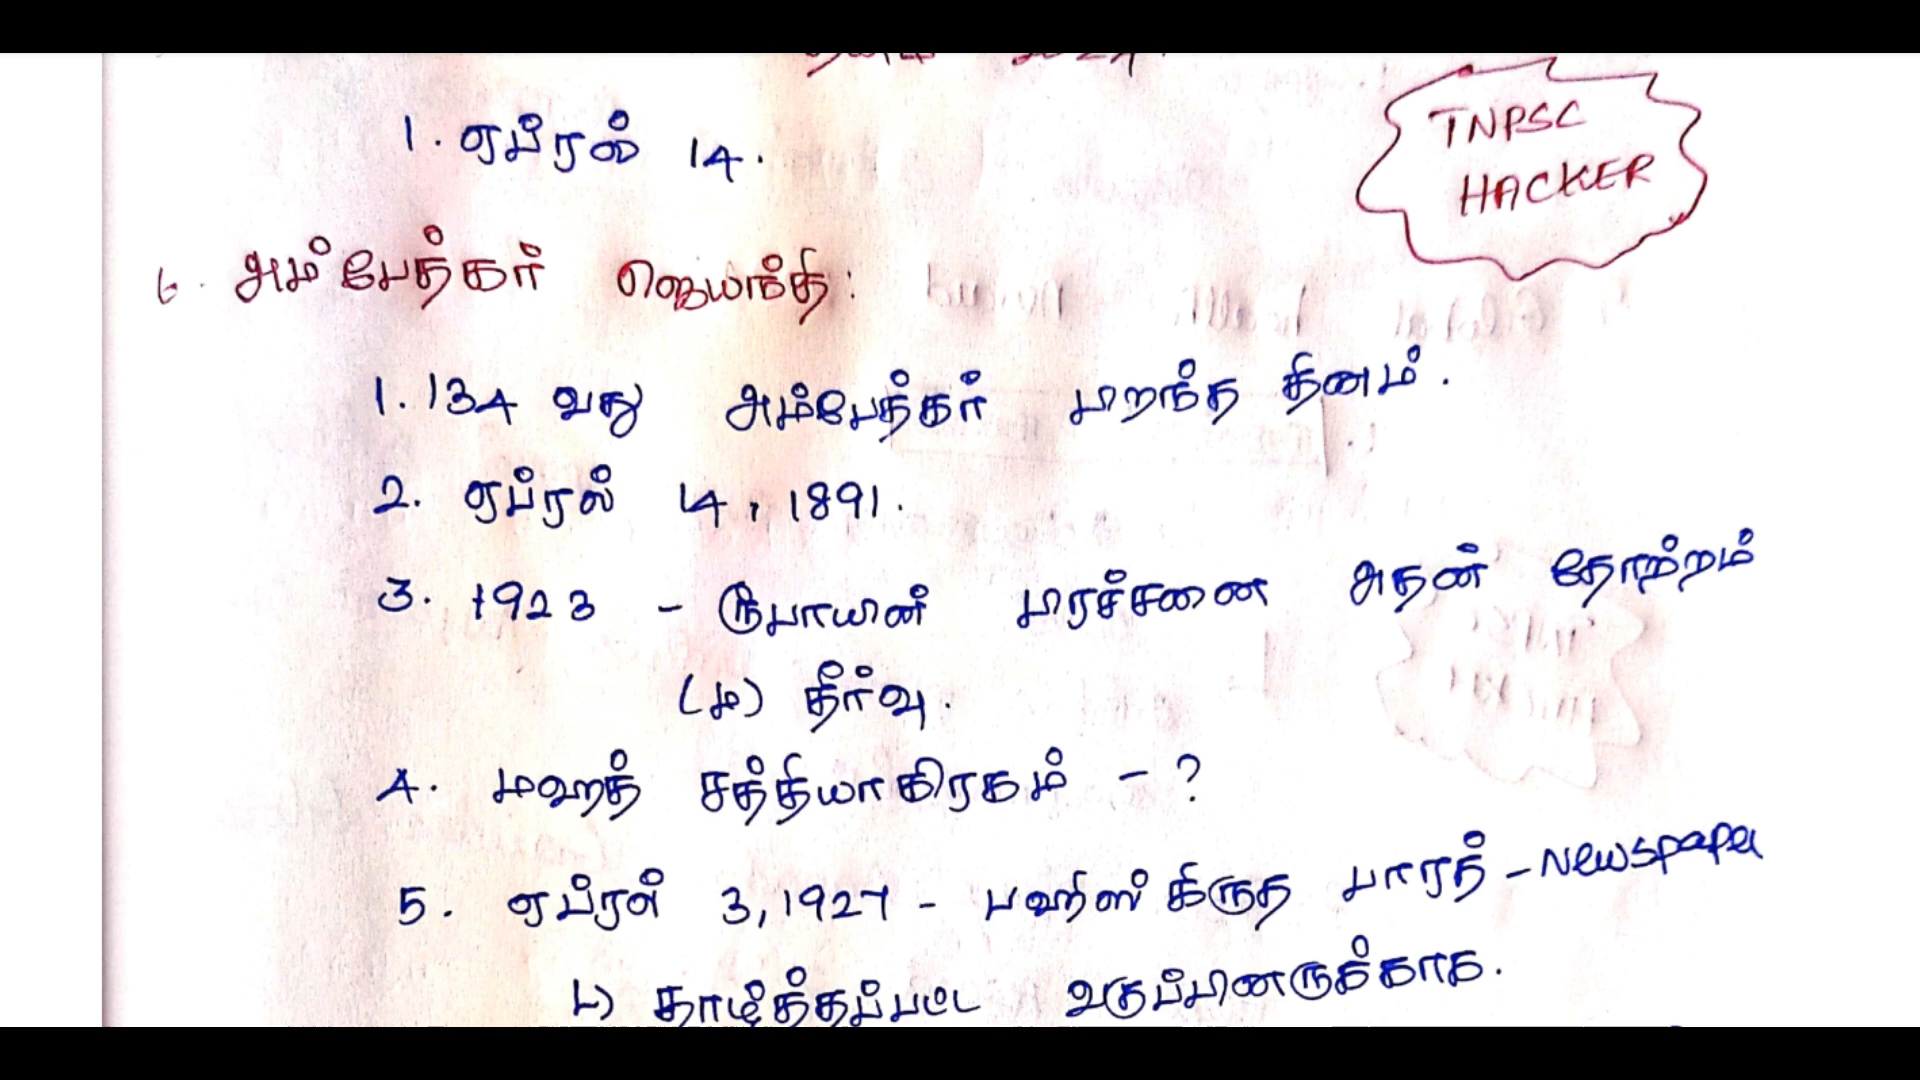 1. ஏப்ரல் 14.
TNPSC
HACKER
6. அம்பேத்கர் ஜெயந்தி:
1. 134 வது அம்பேத்கர் பிறந்த தினம்.
2. ஏப்ரல் 14, 1891.
3. 1923 - ரூபாயின் பிரச்சனை அதன் தோற்றம்
(ம) தீர்வு.
4. மஹத் சத்தியாகிரகம் - ?
5. ஏப்ரல் 3, 1927 - பஹிஸ்கிருத பாரத் - Newspaper
தாழ்த்தப்பட்ட வகுப்பினருக்காக.